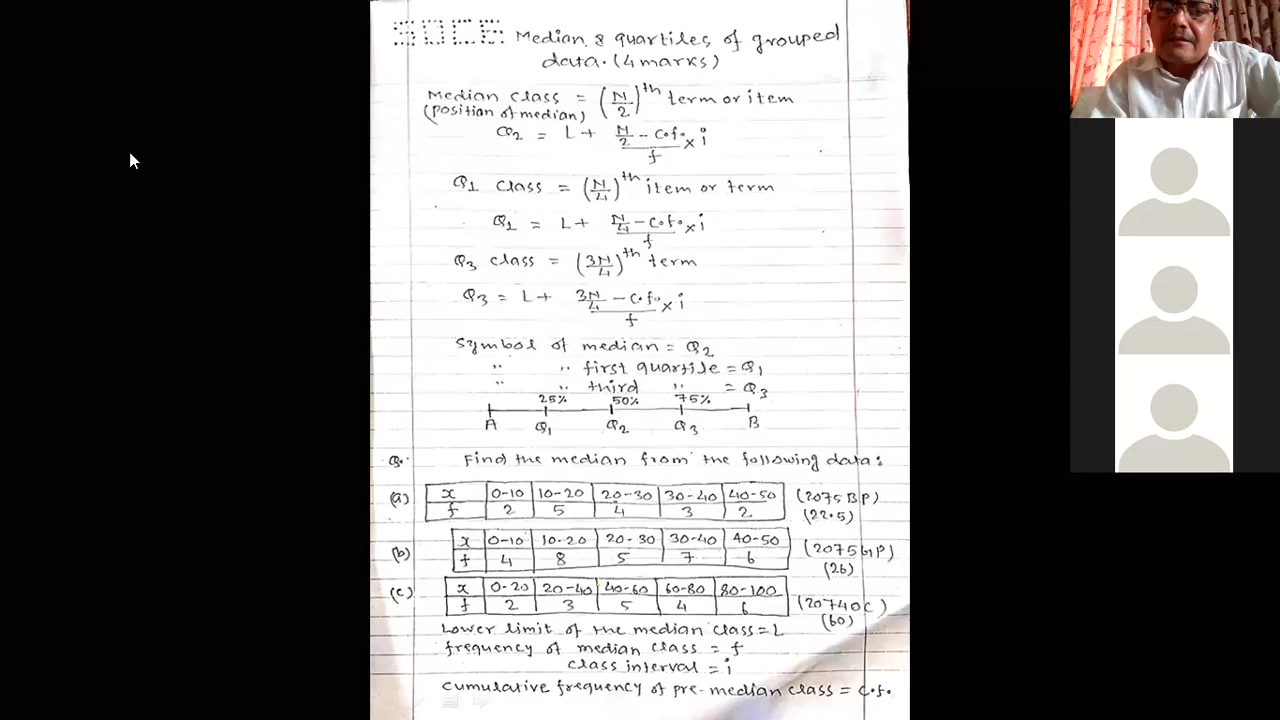 SOCE Median & quartiles of grouped
data. (4 marks)
Median class = (N/2)th term or item
(position of median)
Q2 = L + (N/2 - c.f.)/f × i
Q1 class = (N/4)th item or term
Q1 = L + (N/4 - c.f.)/f × i
Q3 class = (3N/4)th term
Q3 = L + (3N/4 - c.f.)/f × i
Symbol of median = Q2
,, ,, first quartile = Q1
,, ,, third ,, = Q3
25% 50% 75%
A Q1 Q2 Q3 B
Q. Find the median from the following data:
(a) x 0-10 10-20 20-30 30-40 40-50 (2075 BP)
f 2 5 4 3 2 (22.5)
x 0-10 10-20 20-30 30-40 40-50 (2075 GP)
(b) f 4 8 5 7 6 (26)
(c) x 0-20 20-40 40-60 60-80 80-100 (2074 OC)
f 2 3 5 4 6 (60)
Lower limit of the median class = L
frequency of median class = f
class interval = i
cumulative frequency of pre-median class = c.f.